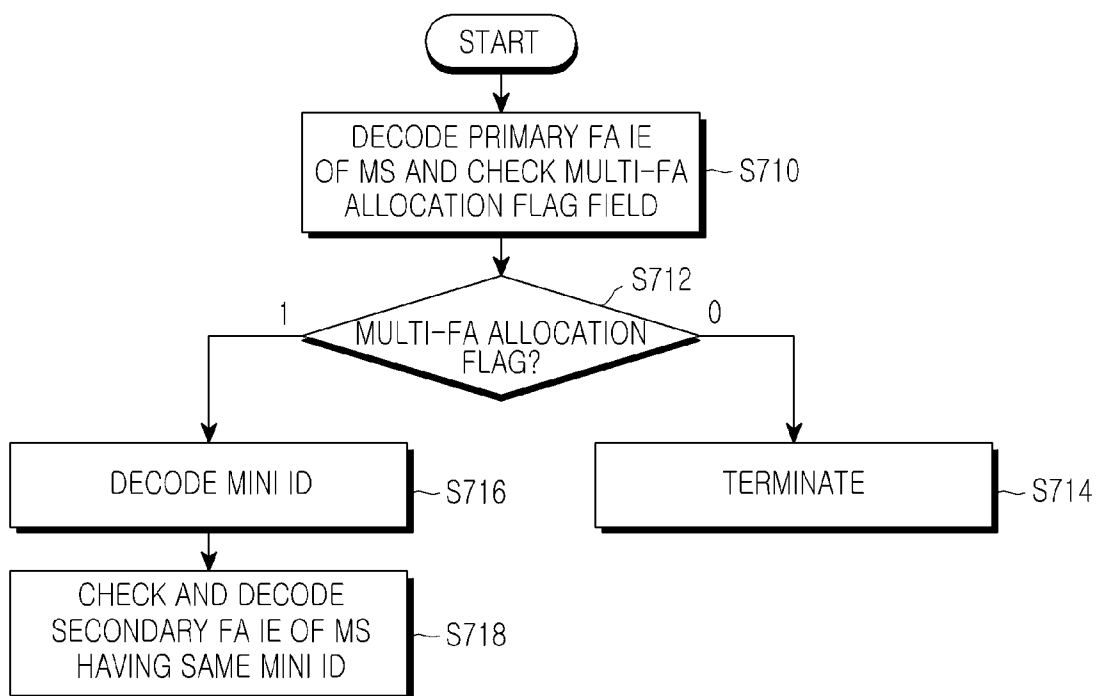 START
DECODE PRIMARY FA IE
OF MS AND CHECK MULTI-FA
ALLOCATION FLAG FIELD
S710
S712
1
0
MULTI-FA ALLOCATION
FLAG?
DECODE MINI ID
S716
TERMINATE
S714
CHECK AND DECODE
SECONDARY FA IE OF MS
HAVING SAME MINI ID
S718